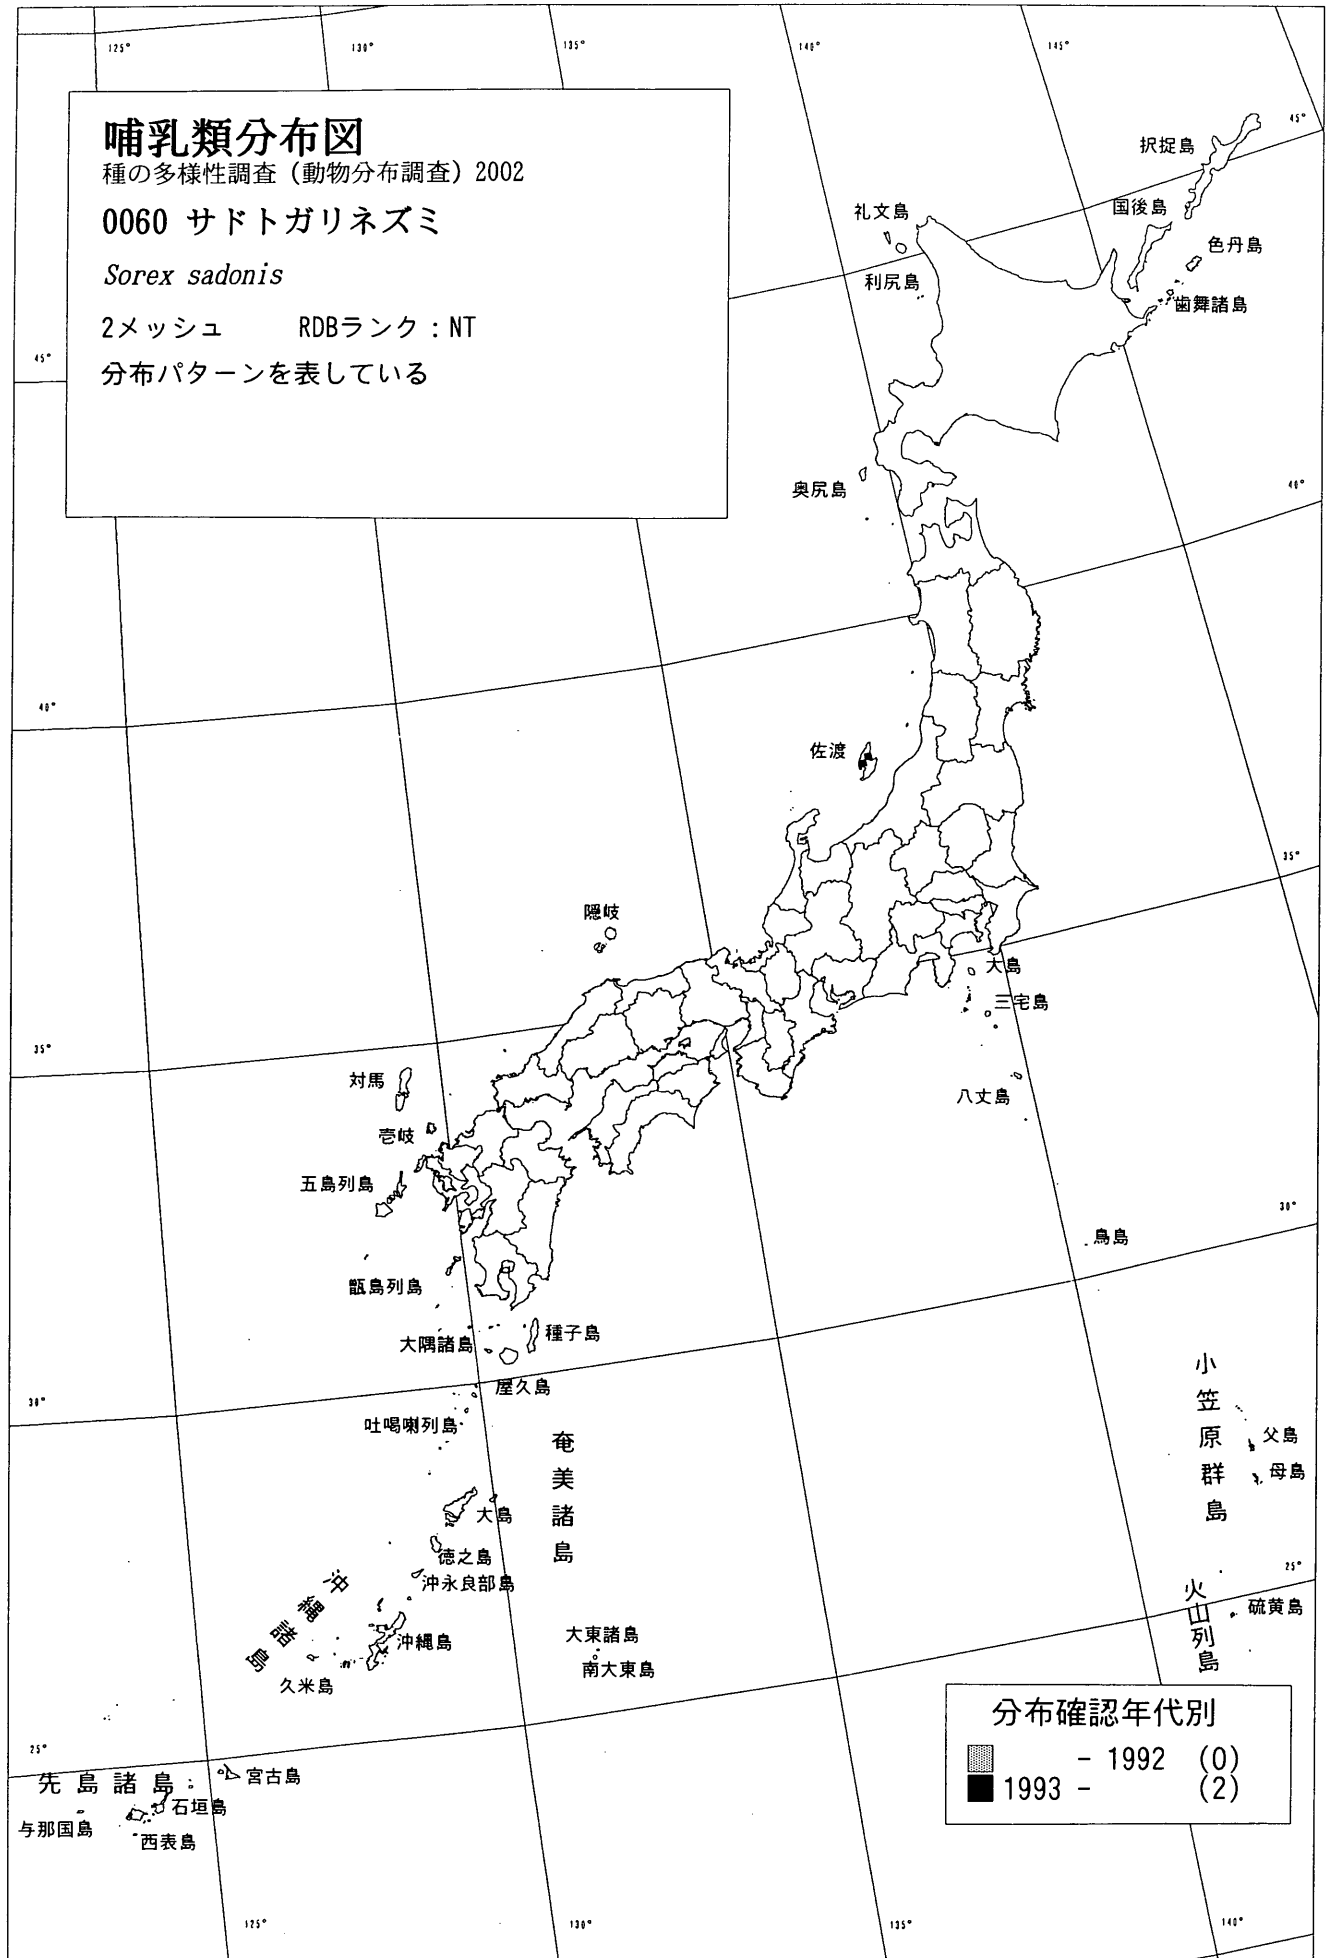 125°
130°
135°
140°
145°
哺乳類分布図
種の多様性調査（動物分布調査）2002
0060 サドトガリネズミ
Sorex sadonis
2メッシュ　　RDBランク：NT
分布パターンを表している
45°
択捉島
国後島
色丹島
歯舞諸島
礼文島
利尻島
45°
奥尻島
40°
40°
佐渡
35°
隠岐
大島
三宅島
八丈島
35°
対馬
壱岐
五島列島
甑島列島
30°
鳥島
大隅諸島
種子島
屋久島
30°
吐噶喇列島
奄美諸島
小笠原群島
父島
母島
大島
徳之島
沖永良部島
沖縄諸島
沖縄島
久米島
大東諸島
南大東島
25°
火山列島
硫黄島
分布確認年代別
- 1992 (0)
1993 - (2)
25°
先島諸島
宮古島
石垣島
与那国島
西表島
125°
130°
135°
140°